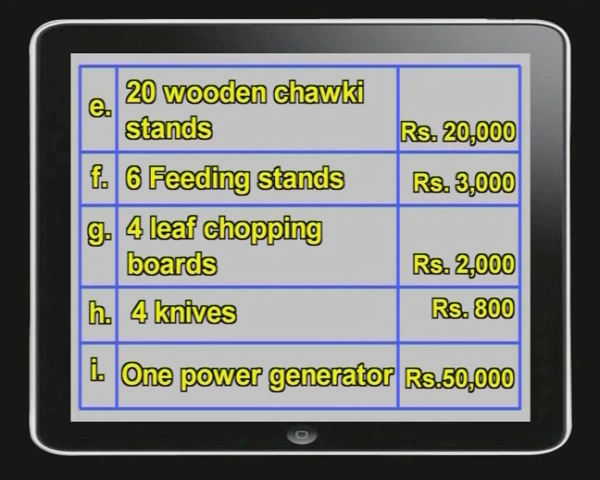 e. 20 wooden chawki
stands Rs. 20,000
f. 6 Feeding stands Rs. 3,000
g. 4 leaf chopping
boards Rs. 2,000
h. 4 knives Rs. 800
i. One power generator Rs.50,000